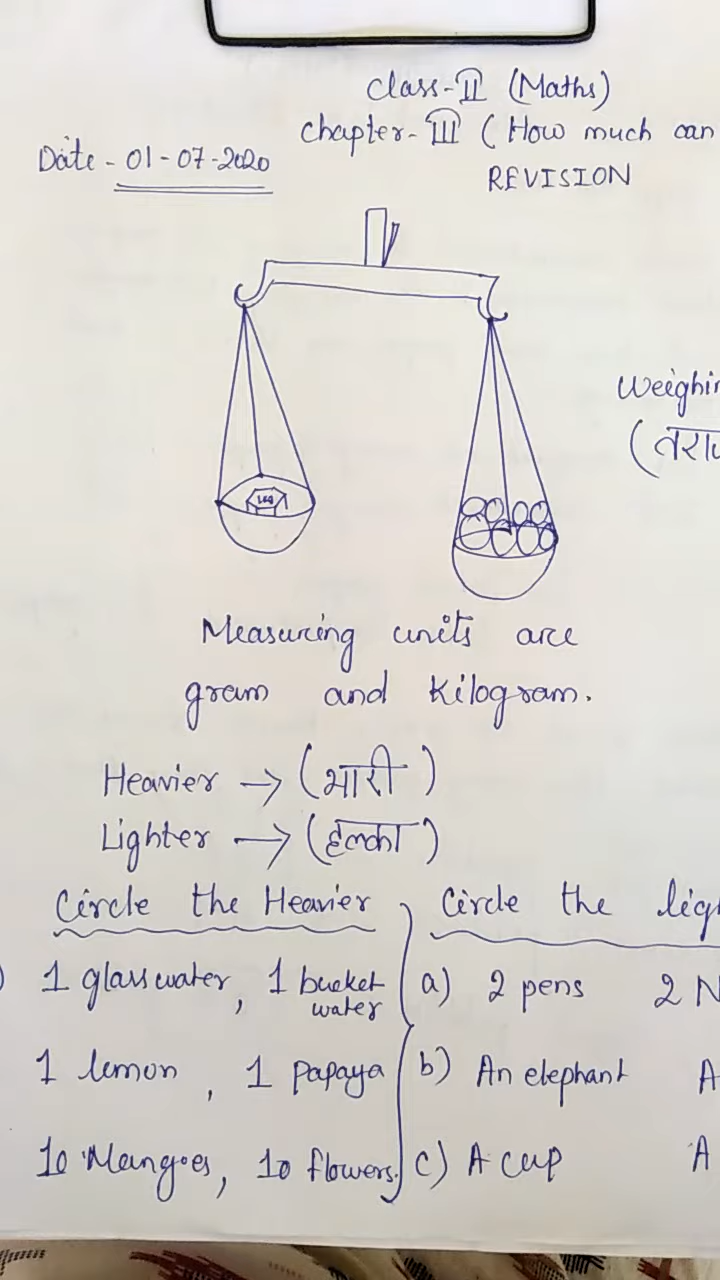 Class-II (Maths)
Chapter-III (How much can
Date - 01-07-2020
REVISION
1kg
Measuring units are
gram and Kilogram.
Heavier → (भारी)
Lighter → (हल्का)
Circle the Heavier
1 glass water, 1 bucket
water
1 lemon, 1 papaya
10 Mangoes, 10 flowers.
Circle the
a) 2 pens 2
b) An elephant A
c) A cup A